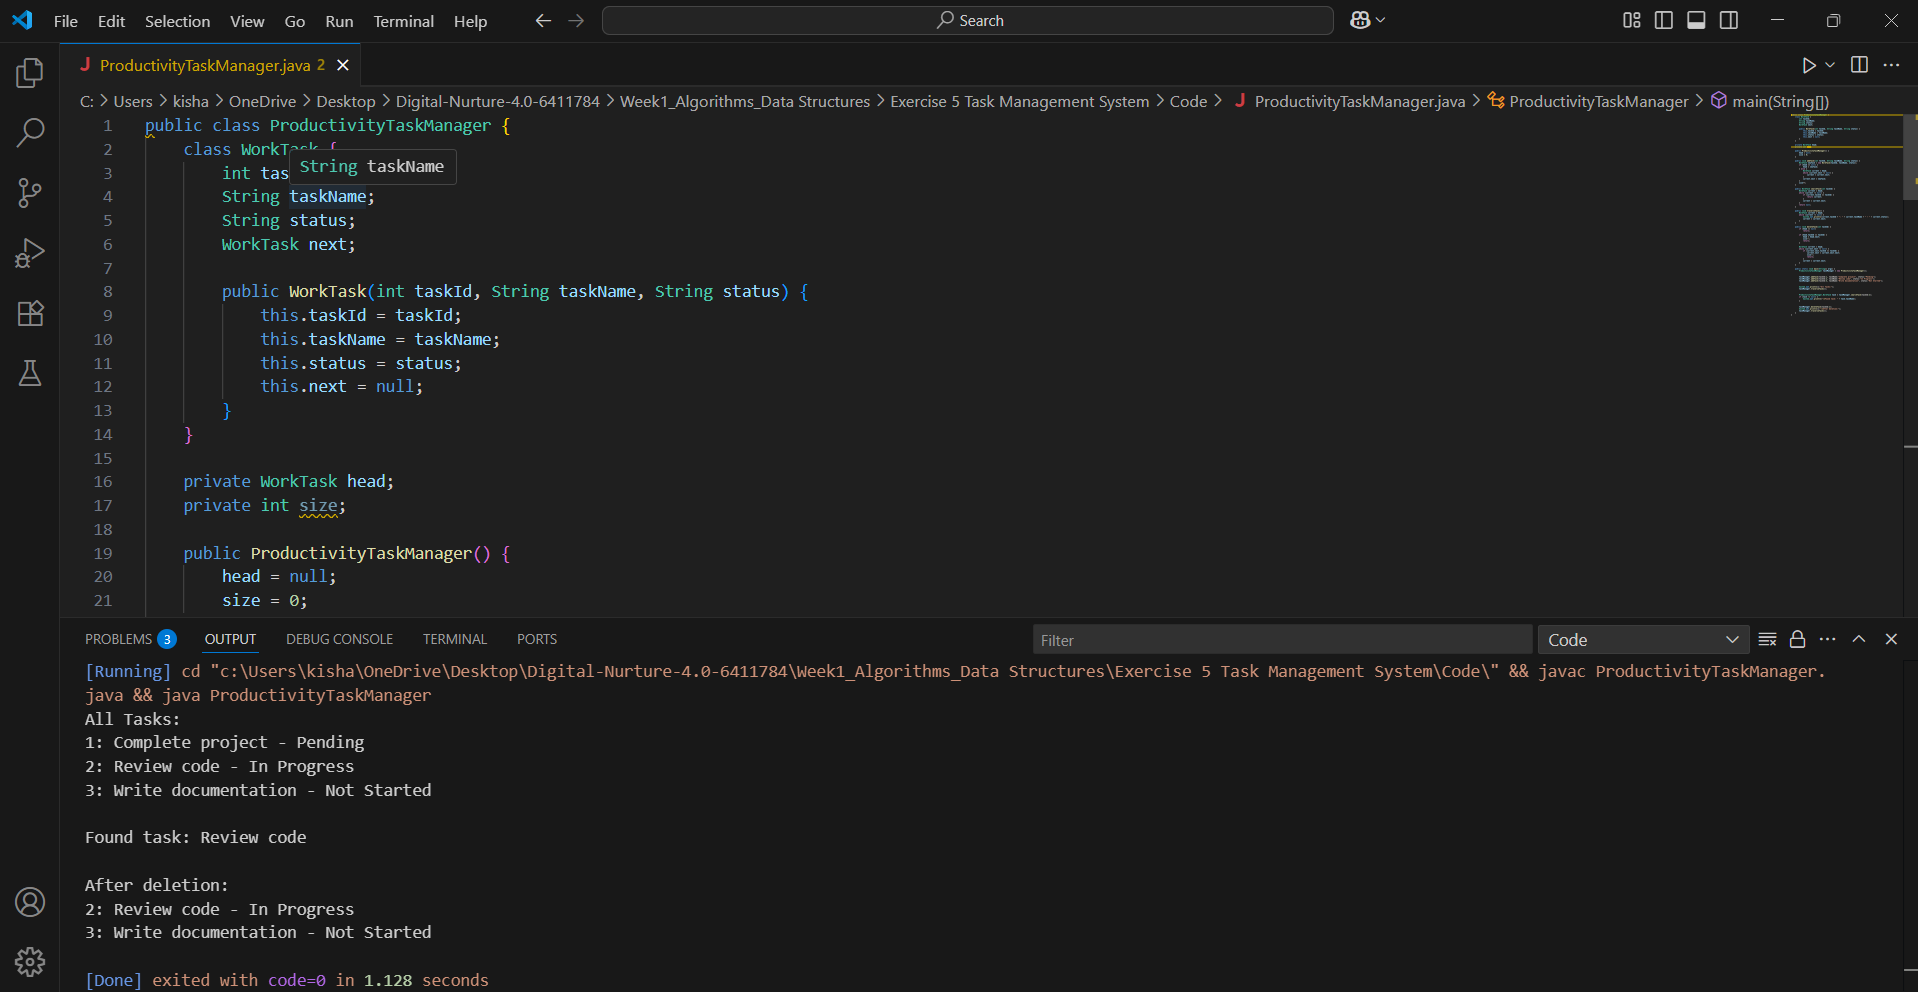 File Edit Selection View Go Run Terminal Help Search
J ProductivityTaskManager.java 2
C: > Users > kisha > OneDrive > Desktop > Digital-Nurture-4.0-6411784 > Week1_Algorithms_Data Structures > Exercise 5 Task Management System > Code > J ProductivityTaskManager.java > ProductivityTaskManager > main(String[])
1 public class ProductivityTaskManager {
2 class WorkTask {
String taskName
3 int tas
4 String taskName;
5 String status;
6 WorkTask next;
7
8 public WorkTask(int taskId, String taskName, String status) {
9 this.taskId = taskId;
10 this.taskName = taskName;
11 this.status = status;
12 this.next = null;
13 }
14 }
15
16 private WorkTask head;
17 private int size;
18
19 public ProductivityTaskManager() {
20 head = null;
21 size = 0;
PROBLEMS 3 OUTPUT DEBUG CONSOLE TERMINAL PORTS Filter Code
[Running] cd "c:\Users\kisha\OneDrive\Desktop\Digital-Nurture-4.0-6411784\Week1_Algorithms_Data Structures\Exercise 5 Task Management System\Code\" && javac ProductivityTaskManager.
java && java ProductivityTaskManager
All Tasks:
1: Complete project - Pending
2: Review code - In Progress
3: Write documentation - Not Started
Found task: Review code
After deletion:
2: Review code - In Progress
3: Write documentation - Not Started
[Done] exited with code=0 in 1.128 seconds